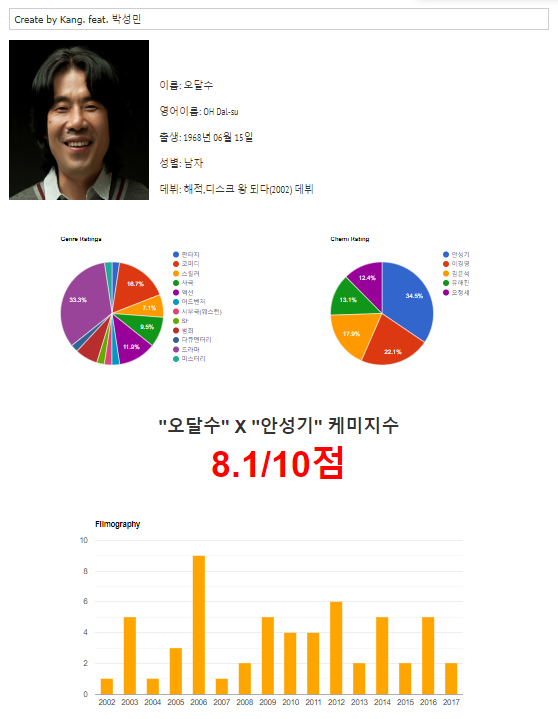 Create by Kang. feat. 박성민
이름: 오달수
영어이름: OH Dal-su
출생: 1968년 06월 15일
성별: 남자
데뷔: 해적,디스코 왕 되다(2002) 데뷔
Genre Ratings
33.3%
16.7%
7.1%
9.5%
11.9%
판타지
코미디
스릴러
사극
액션
어드벤처
서부극(웨스턴)
SF
범죄
다큐멘터리
드라마
미스터리
Chemi Rating
12.4%
34.5%
13.1%
17.9%
22.1%
안성기
이경영
김윤석
유해진
오정세
"오달수" X "안성기" 케미지수
8.1/10점
Filmography
10
8
6
4
2
0
2002 2003 2004 2005 2006 2007 2008 2009 2010 2011 2012 2013 2014 2015 2016 2017